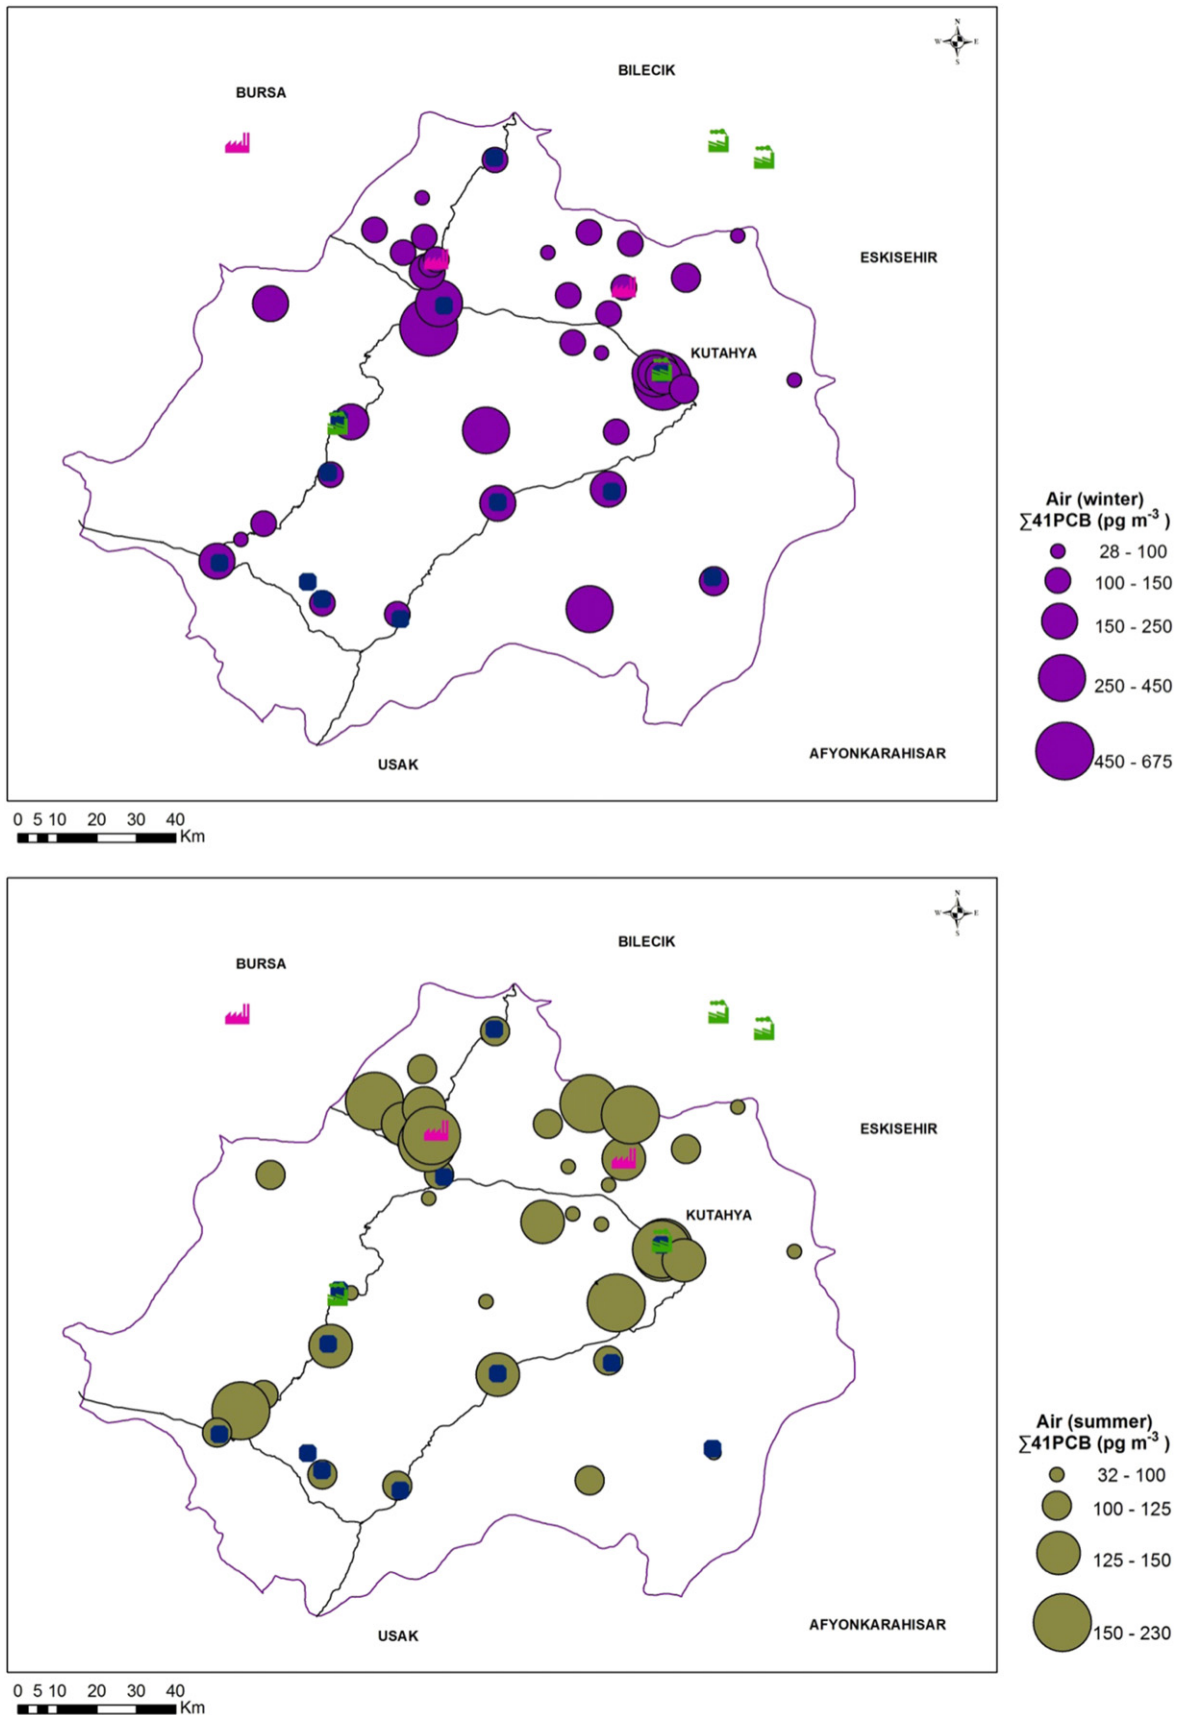 N
W E
S
BILECIK
BURSA
ESKISEHIR
KUTAHYA
Air (winter)
∑41PCB (pg m⁻³ )
28 - 100
100 - 150
150 - 250
250 - 450
450 - 675
AFYONKARAHISAR
USAK
0 5 10 20 30 40
Km
N
W E
S
BILECIK
BURSA
ESKISEHIR
KUTAHYA
Air (summer)
∑41PCB (pg m⁻³ )
32 - 100
100 - 125
125 - 150
150 - 230
AFYONKARAHISAR
USAK
0 5 10 20 30 40
Km